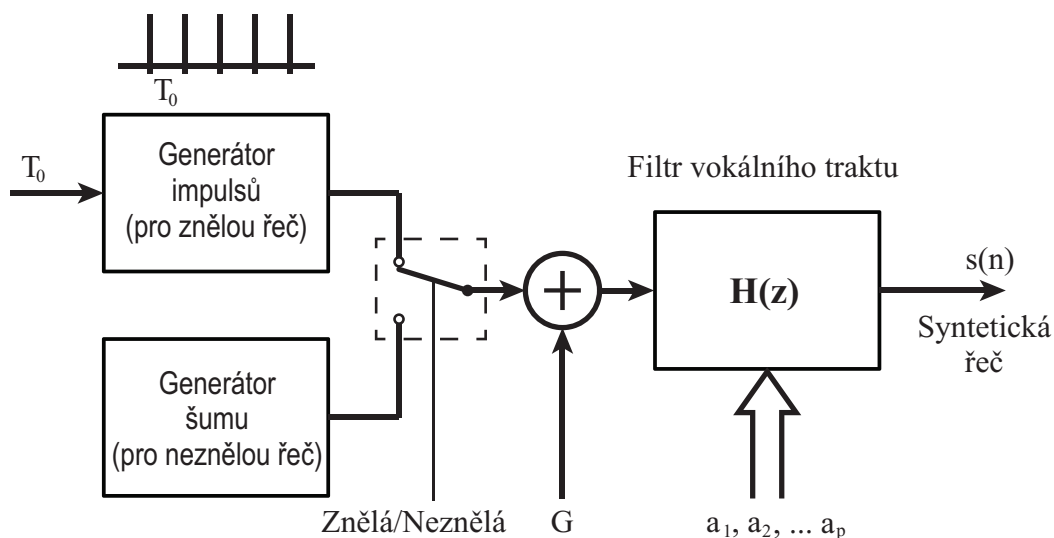 T₀
T₀
Generátor
impulsů
(pro znělou řeč)
Filtr vokálního traktu
H(z)
s(n)
Syntetická
řeč
Generátor
šumu
(pro neznělou řeč)
Znělá/Neznělá
G
a₁, a₂, ... aₚ